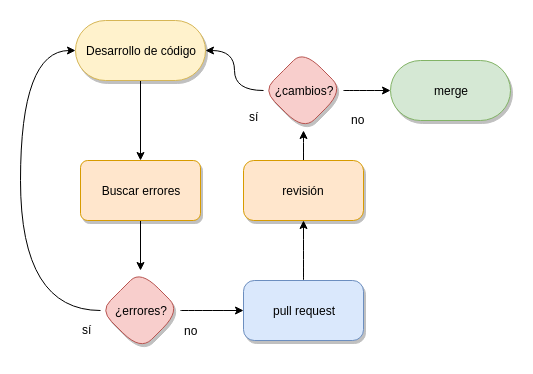 Desarrollo de código
¿cambios?
merge
sí
no
Buscar errores
revisión
¿errores?
pull request
sí
no